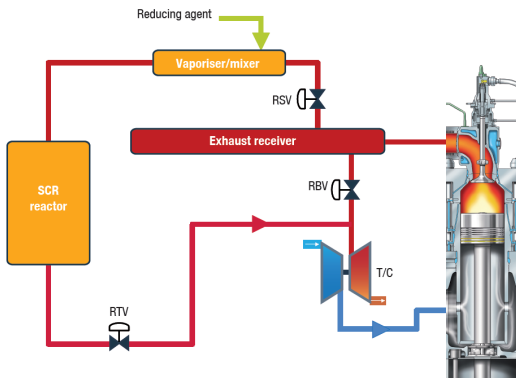 Reducing agent
Vaporiser/mixer
RSV
Exhaust receiver
SCR
reactor
RBV
T/C
RTV